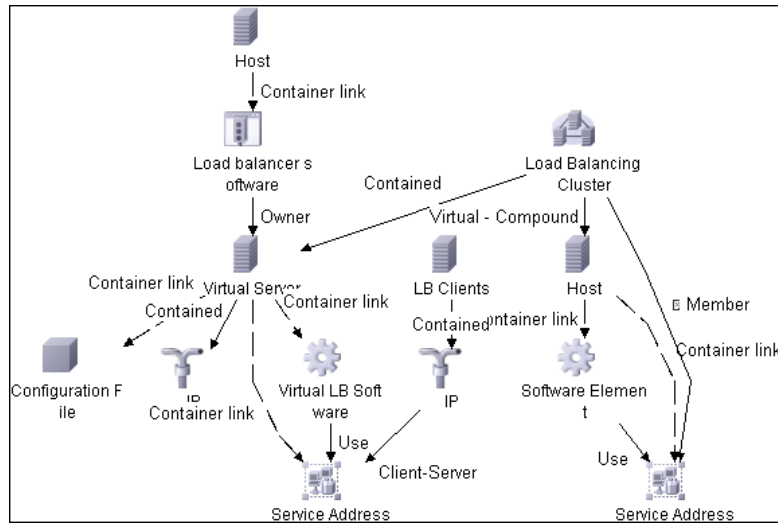 Host
Container link
Load balancer s
oftware
Load Balancing
Cluster
Contained
Owner
Virtual - Compound
Container link
Virtual Server
Container link
LB Clients
Host
Contained
Contained
ontainer link
Member
Configuration F
ile
IP
Virtual LB Soft
ware
IP
Software Elemen
t
Container link
Container link
Use
Client-Server
Use
Service Address
Service Address